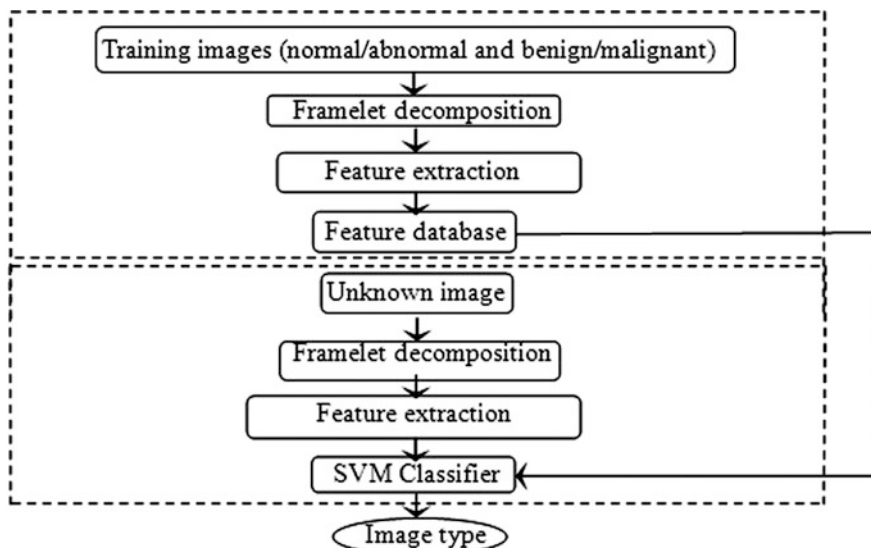 Training images (normal/abnormal and benign/malignant)
Framelet decomposition
Feature extraction
Feature database
Unknown image
Framelet decomposition
Feature extraction
SVM Classifier
Image type